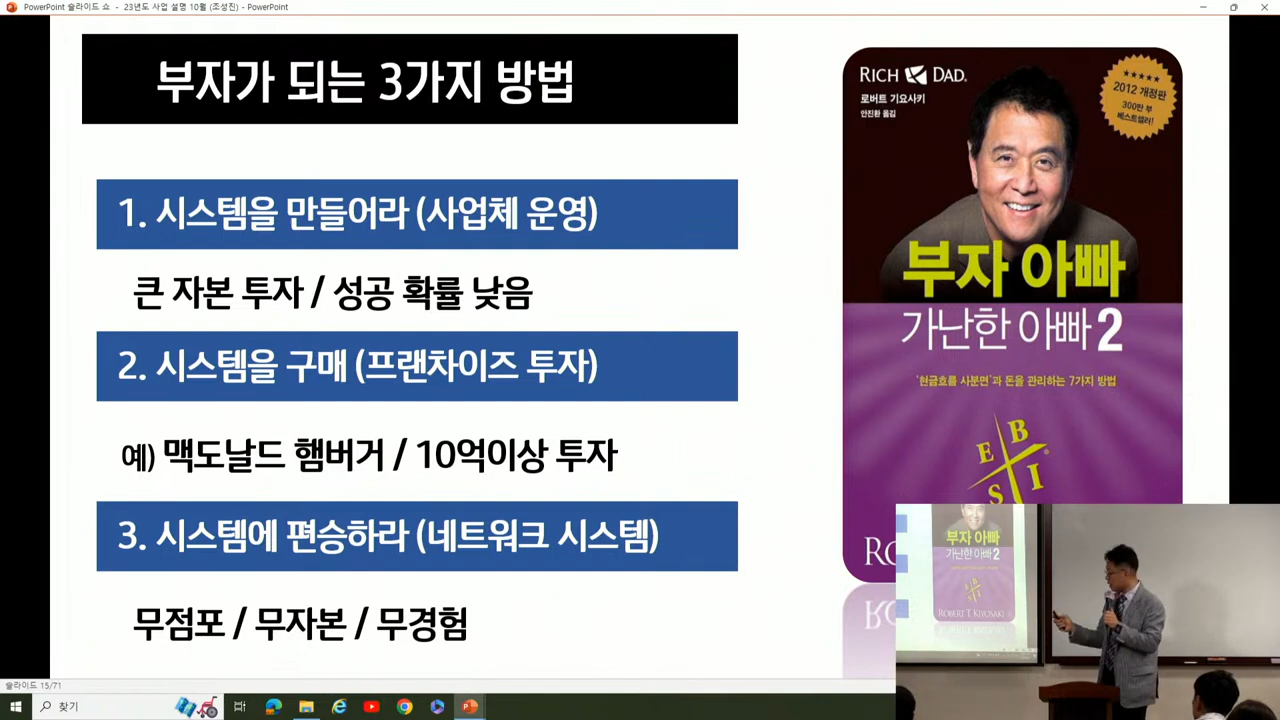 PowerPoint 슬라이드 쇼 - 23년도 사업 설명 10월 (조성진) - PowerPoint
부자가 되는 3가지 방법
1. 시스템을 만들어라 (사업체 운영)
큰 자본 투자 / 성공 확률 낮음
2. 시스템을 구매 (프랜차이즈 투자)
예) 맥도날드 햄버거 / 10억이상 투자
3. 시스템에 편승하라 (네트워크 시스템)
무점포 / 무자본 / 무경험
RICH DAD
로버트 기요사키
안진환 옮김
2012 개정판
300만 부
베스트셀러!
부자 아빠
가난한 아빠 2
'현금흐름 사분면'과 돈을 관리하는 7가지 방법
E B
S I
RO
부자 아빠
가난한 아빠 2
ROBERT T. KIYOSAKI
슬라이드 15/71
찾기